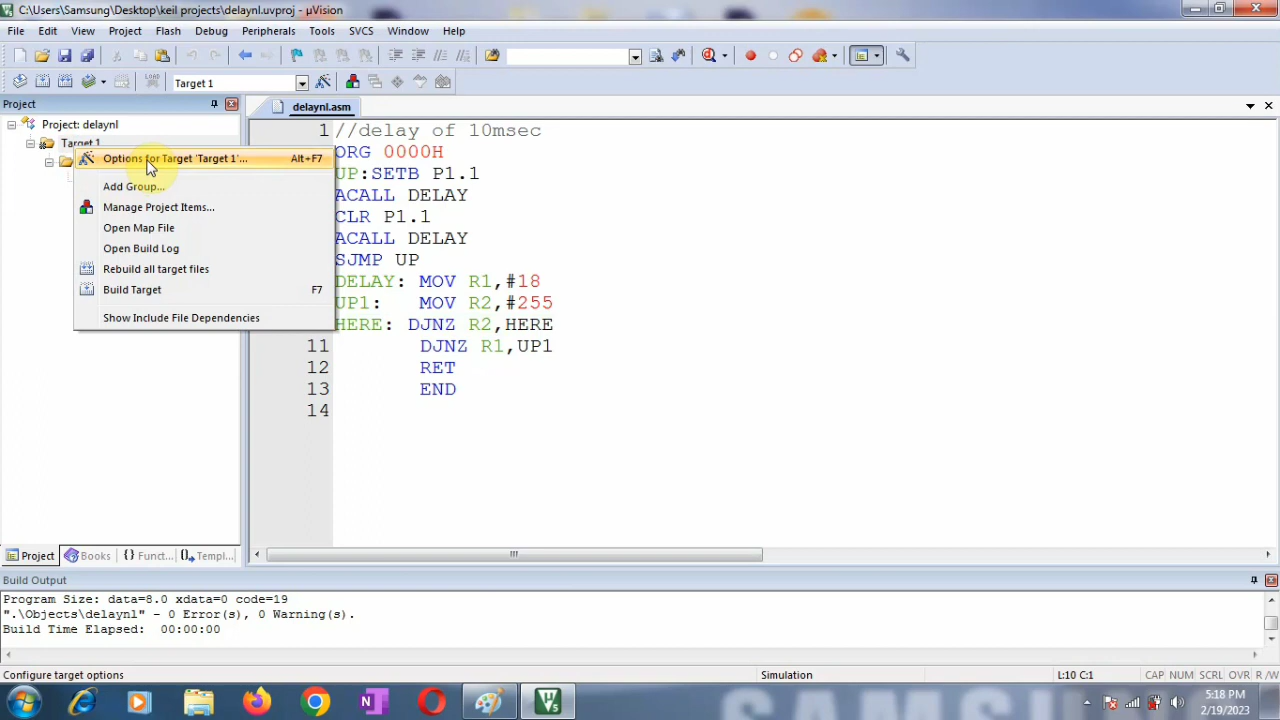 C:\Users\Samsung\Desktop\keil projects\delaynl.uvproj - µVision
File Edit View Project Flash Debug Peripherals Tools SVCS Window Help
LOAD Target 1
Project
delaynl.asm
Project: delaynl
Target 1
Options for Target 'Target 1'... Alt+F7
Add Group...
Manage Project Items...
Open Map File
Open Build Log
Rebuild all target files
Build Target F7
Show Include File Dependencies
1 //delay of 10msec
ORG 0000H
UP:SETB P1.1
ACALL DELAY
CLR P1.1
ACALL DELAY
SJMP UP
DELAY: MOV R1,#18
UP1: MOV R2,#255
HERE: DJNZ R2,HERE
11 DJNZ R1,UP1
12 RET
13 END
14
Project Books {} Funct... Templ...
Build Output
Program Size: data=8.0 xdata=0 code=19
".\Objects\delaynl" - 0 Error(s), 0 Warning(s).
Build Time Elapsed: 00:00:00
Configure target options Simulation L:10 C:1 CAP NUM SCRL OVR R/W
5:18 PM
2/19/2023